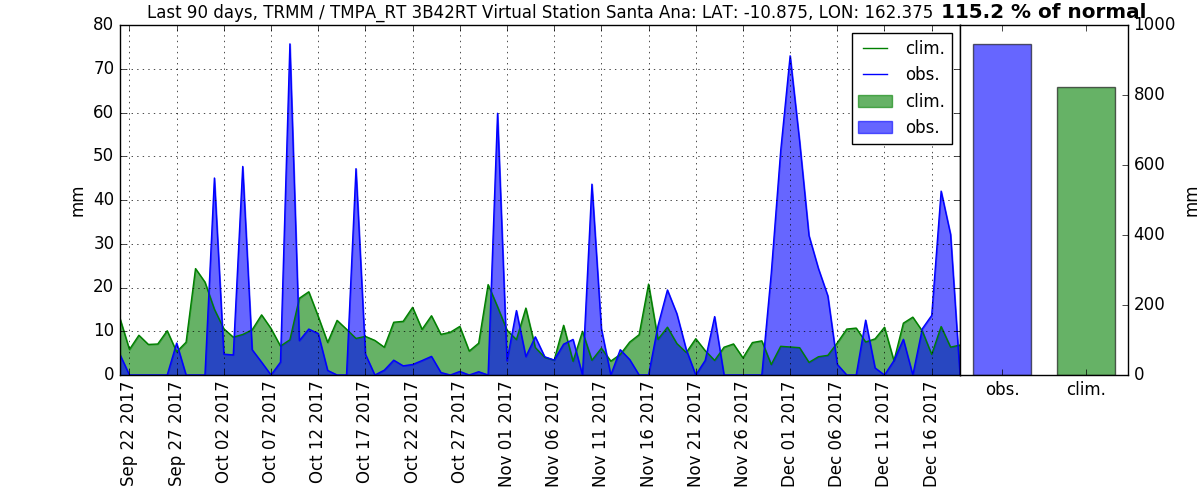 Last 90 days, TRMM / TMPA_RT 3B42RT Virtual Station Santa Ana: LAT: -10.875, LON: 162.375 115.2 % of normal
80
70
60
50
40
30
20
10
0
mm
clim.
obs.
clim.
obs.
1000
800
600
400
200
0
mm
obs.
clim.
Sep 22 2017
Sep 27 2017
Oct 02 2017
Oct 07 2017
Oct 12 2017
Oct 17 2017
Oct 22 2017
Oct 27 2017
Nov 01 2017
Nov 06 2017
Nov 11 2017
Nov 16 2017
Nov 21 2017
Nov 26 2017
Dec 01 2017
Dec 06 2017
Dec 11 2017
Dec 16 2017